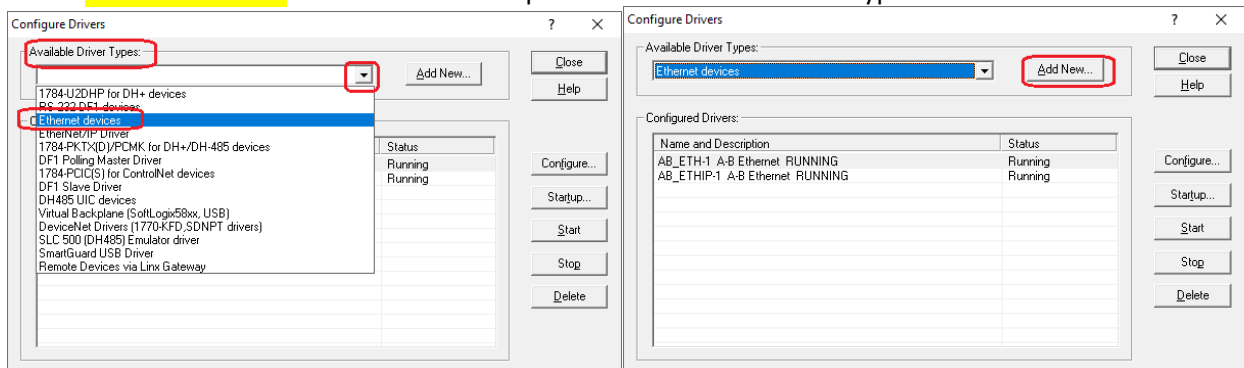 Configure Drivers
? ×
Available Driver Types:
Add New...
Close
Help
1784-U2DHP for DH+ devices
RS-232 DF1 devices
Ethernet devices
EtherNet/IP Driver
1784-PKTX(D)/PCMK for DH+/DH-485 devices
DF1 Polling Master Driver
1784-PCIC(S) for ControlNet devices
DF1 Slave Driver
DH485 UIC devices
Virtual Backplane (SoftLogix58xx, USB)
DeviceNet Drivers (1770-KFD,SDNPT drivers)
SLC 500 (DH485) Emulator driver
SmartGuard USB Driver
Remote Devices via Linx Gateway
Status
Running
Running
Configure...
Startup...
Start
Stop
Delete
Configure Drivers
? ×
Available Driver Types:
Ethernet devices
Add New...
Close
Help
Configured Drivers:
Name and Description Status
AB_ETH-1 A-B Ethernet RUNNING Running
AB_ETHIP-1 A-B Ethernet RUNNING Running
Configure...
Startup...
Start
Stop
Delete